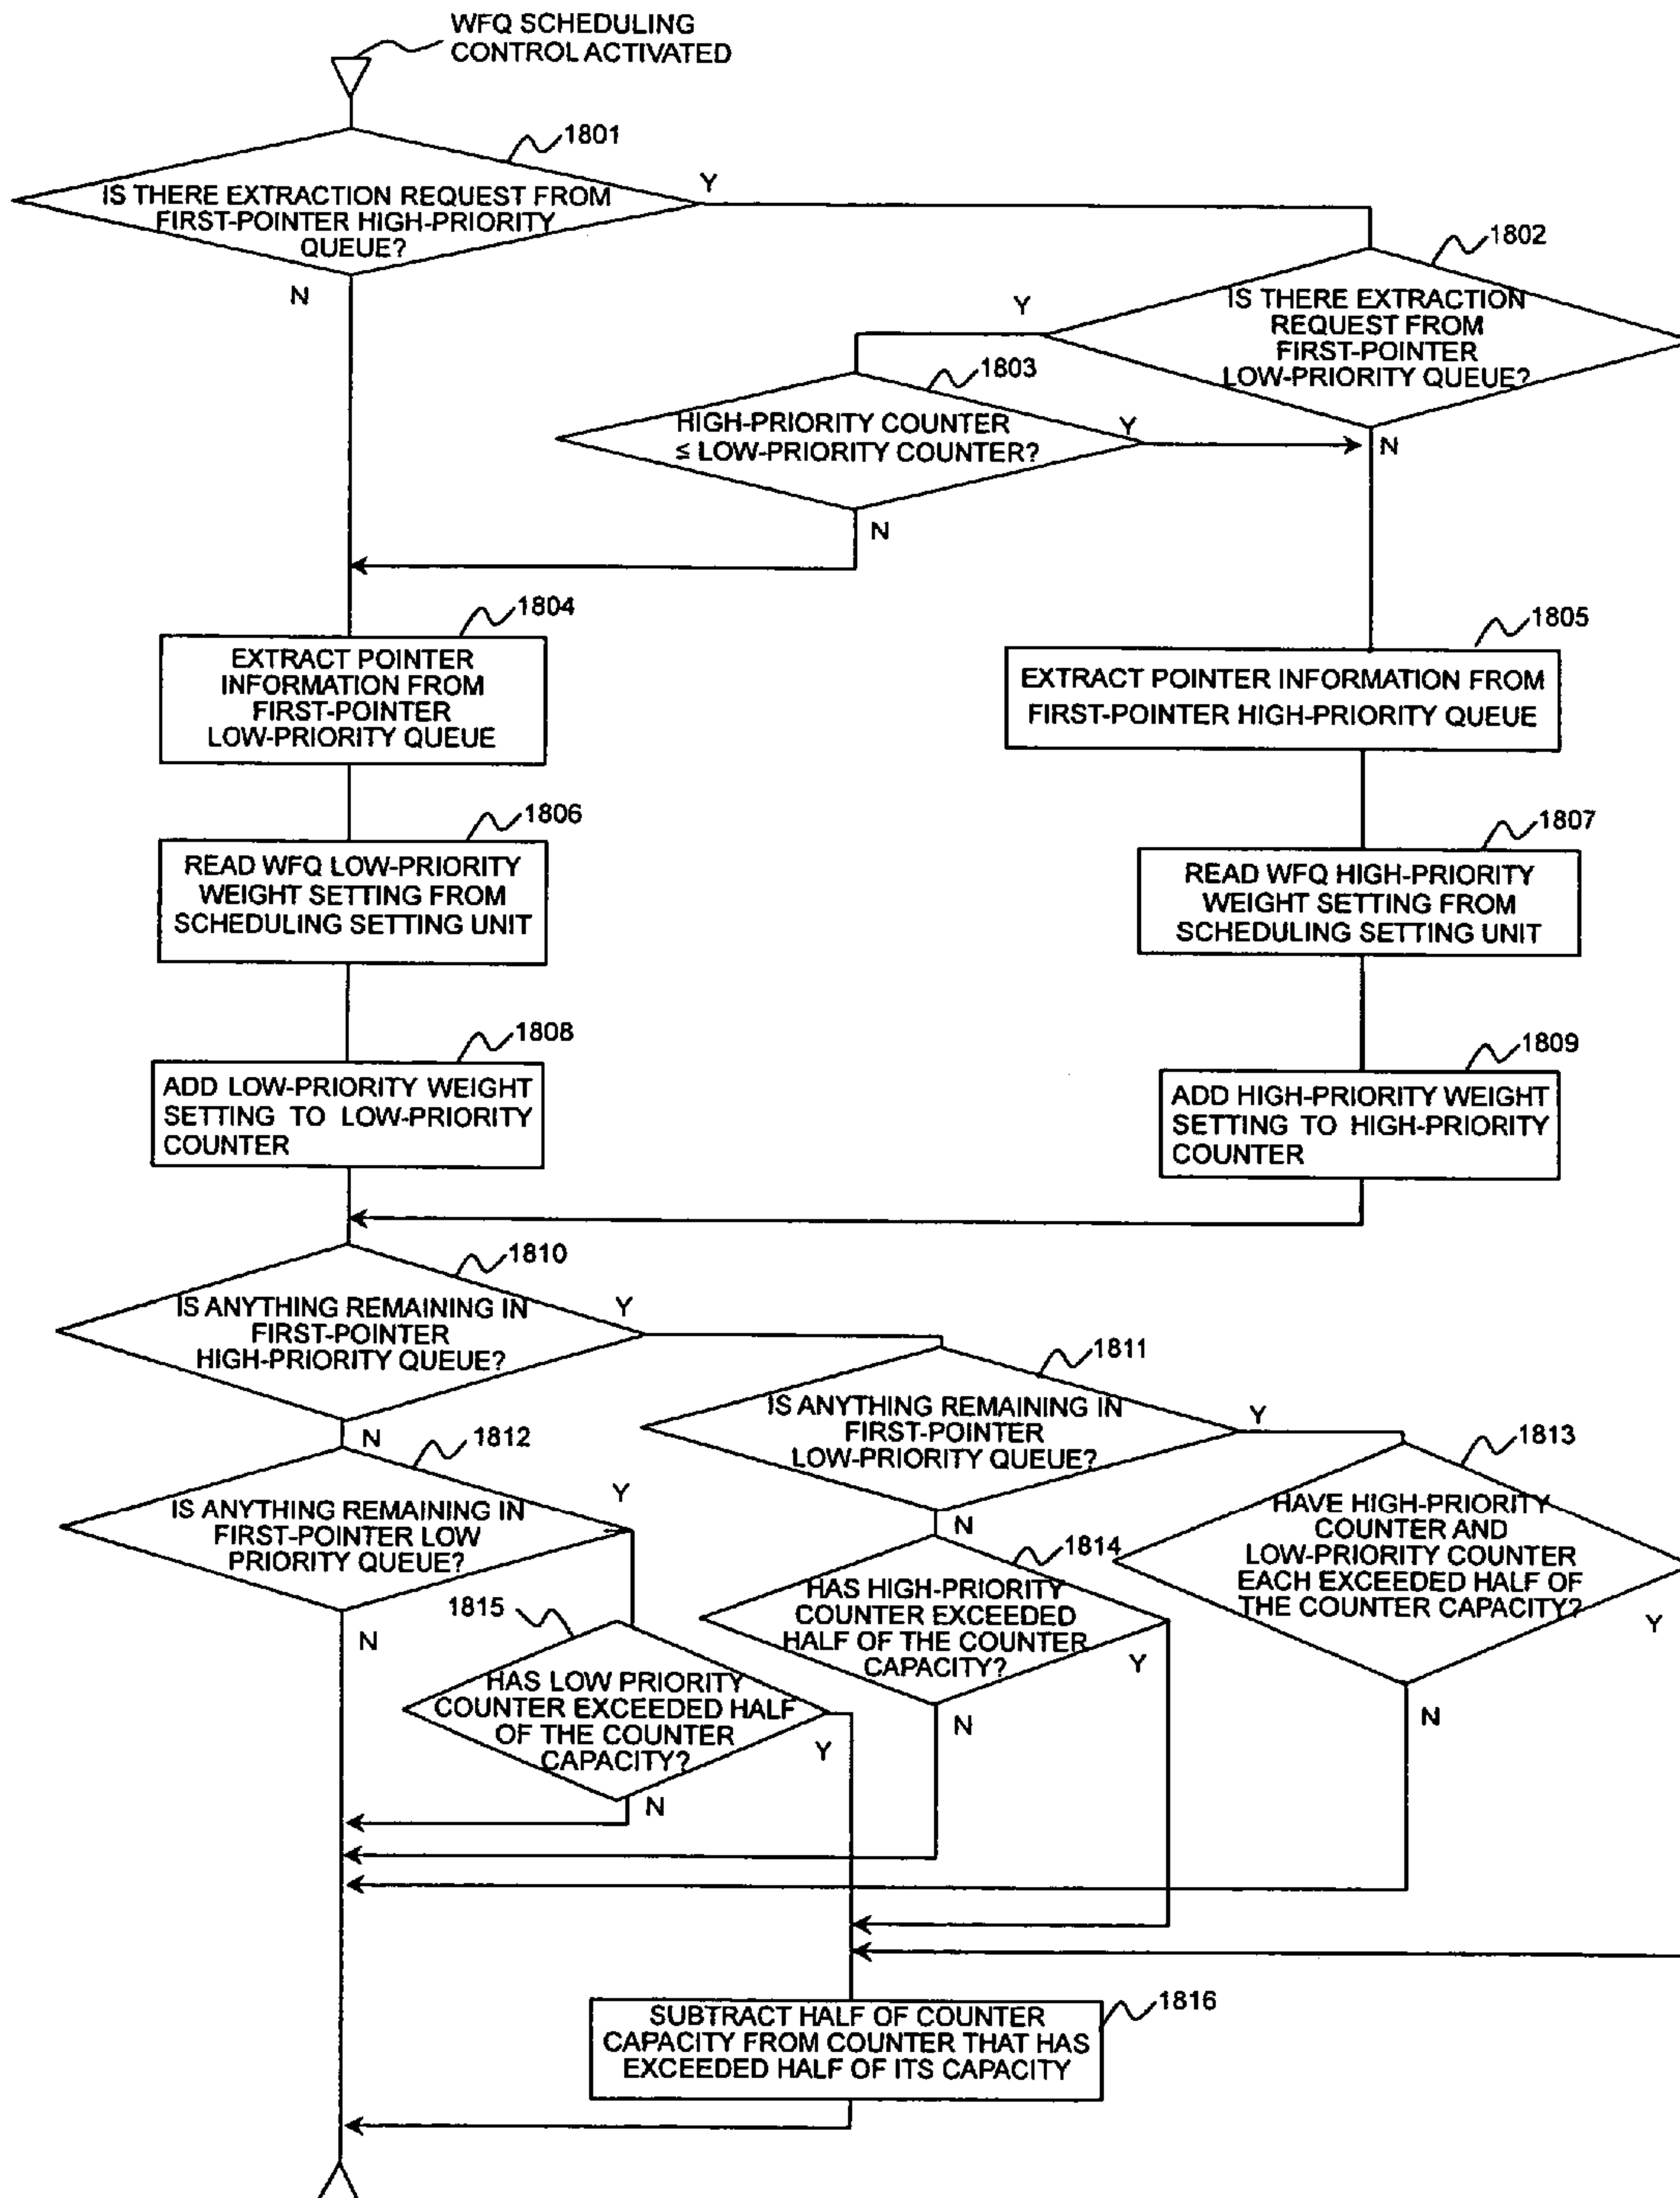 WFQ SCHEDULING
CONTROL ACTIVATED
1801
IS THERE EXTRACTION REQUEST FROM
FIRST-POINTER HIGH-PRIORITY
QUEUE?
Y
N
1802
IS THERE EXTRACTION
REQUEST FROM
FIRST-POINTER
LOW-PRIORITY QUEUE?
Y
N
1803
HIGH-PRIORITY COUNTER
≤ LOW-PRIORITY COUNTER?
Y
N
1804
EXTRACT POINTER
INFORMATION FROM
FIRST-POINTER
LOW-PRIORITY QUEUE
1805
EXTRACT POINTER INFORMATION FROM
FIRST-POINTER HIGH-PRIORITY QUEUE
1806
READ WFQ LOW-PRIORITY
WEIGHT SETTING FROM
SCHEDULING SETTING UNIT
1807
READ WFQ HIGH-PRIORITY
WEIGHT SETTING FROM
SCHEDULING SETTING UNIT
1808
ADD LOW-PRIORITY WEIGHT
SETTING TO LOW-PRIORITY
COUNTER
1809
ADD HIGH-PRIORITY WEIGHT
SETTING TO HIGH-PRIORITY
COUNTER
1810
IS ANYTHING REMAINING IN
FIRST-POINTER
HIGH-PRIORITY QUEUE?
Y
N
1811
IS ANYTHING REMAINING IN
FIRST-POINTER
LOW-PRIORITY QUEUE?
Y
N
1812
IS ANYTHING REMAINING IN
FIRST-POINTER LOW
PRIORITY QUEUE?
Y
N
1813
HAVE HIGH-PRIORITY
COUNTER AND
LOW-PRIORITY COUNTER
EACH EXCEEDED HALF OF
THE COUNTER CAPACITY?
Y
N
1814
HAS HIGH-PRIORITY
COUNTER EXCEEDED
HALF OF THE COUNTER
CAPACITY?
Y
N
1815
HAS LOW PRIORITY
COUNTER EXCEEDED HALF
OF THE COUNTER
CAPACITY?
Y
N
1816
SUBTRACT HALF OF COUNTER
CAPACITY FROM COUNTER THAT HAS
EXCEEDED HALF OF ITS CAPACITY